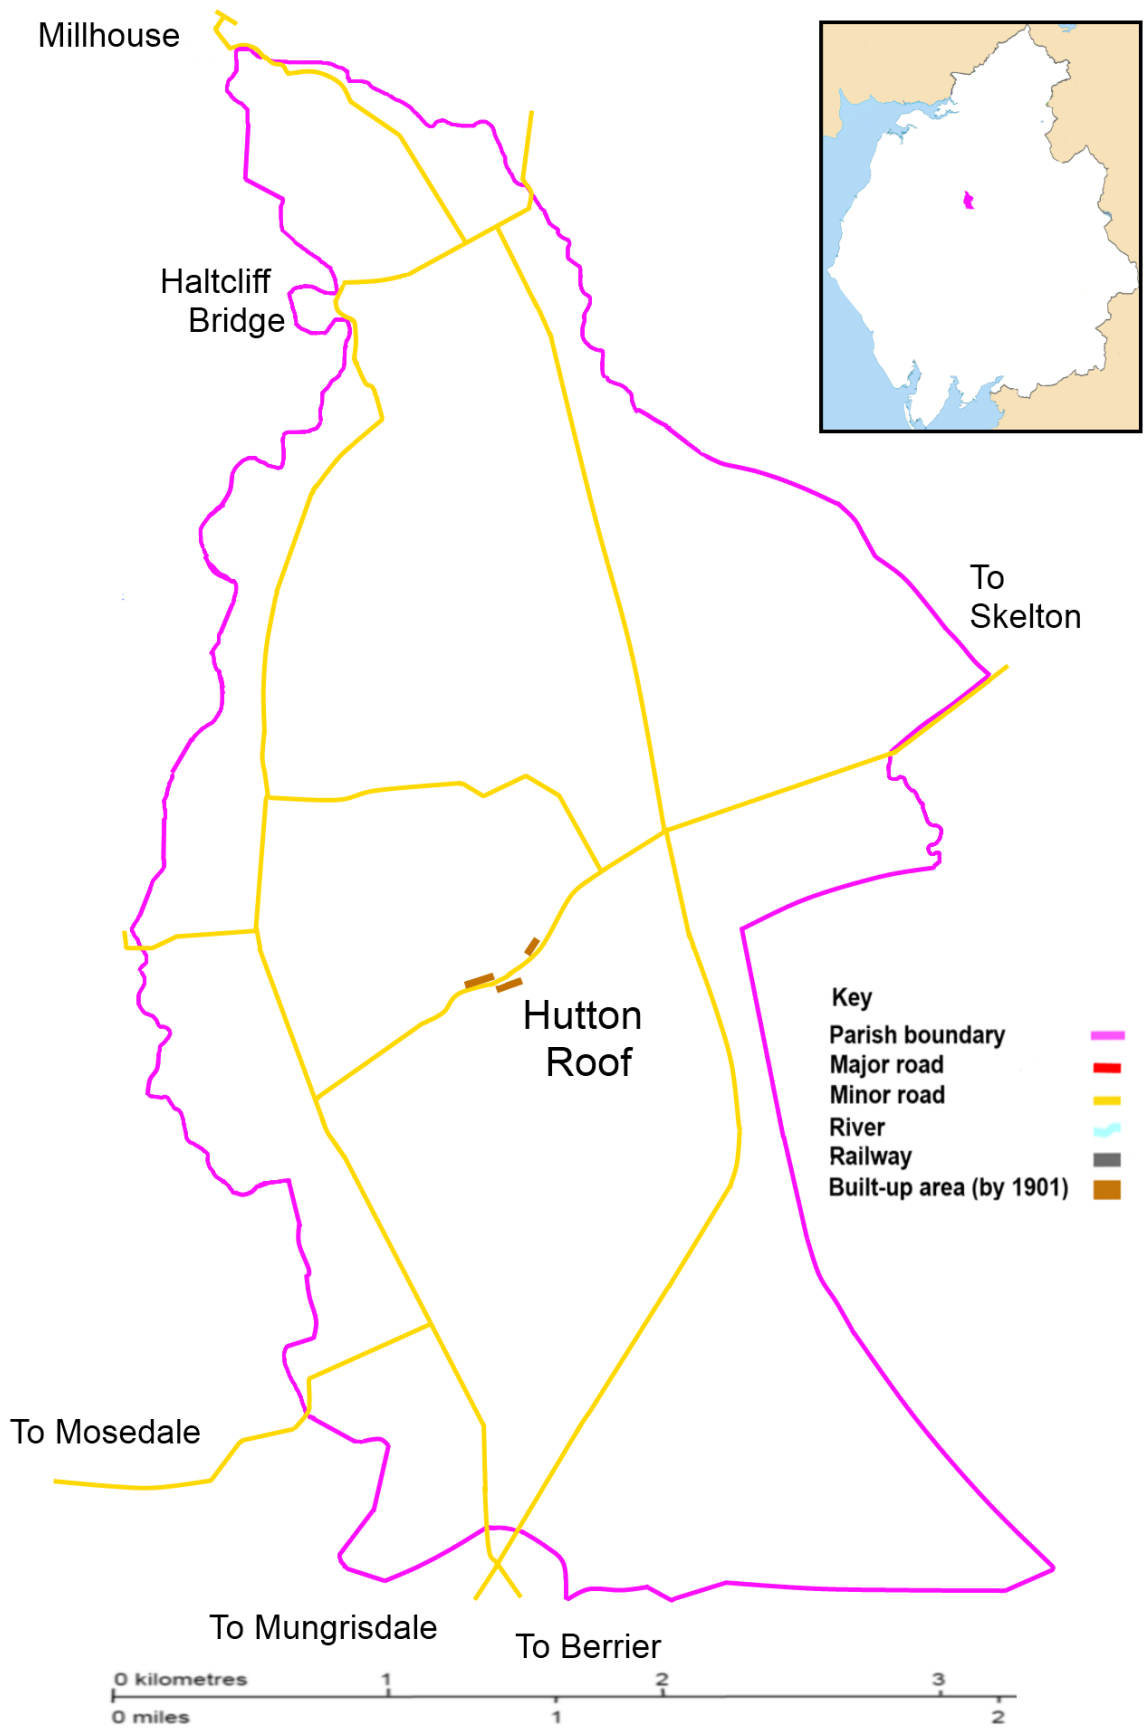 Millhouse
Haltcliff
Bridge
To
Skelton
Hutton
Roof
Key
Parish boundary
Major road
Minor road
River
Railway
Built-up area (by 1901)
To Mosedale
To Mungrisdale
To Berrier
0 kilometres 1 2 3
0 miles 1 2